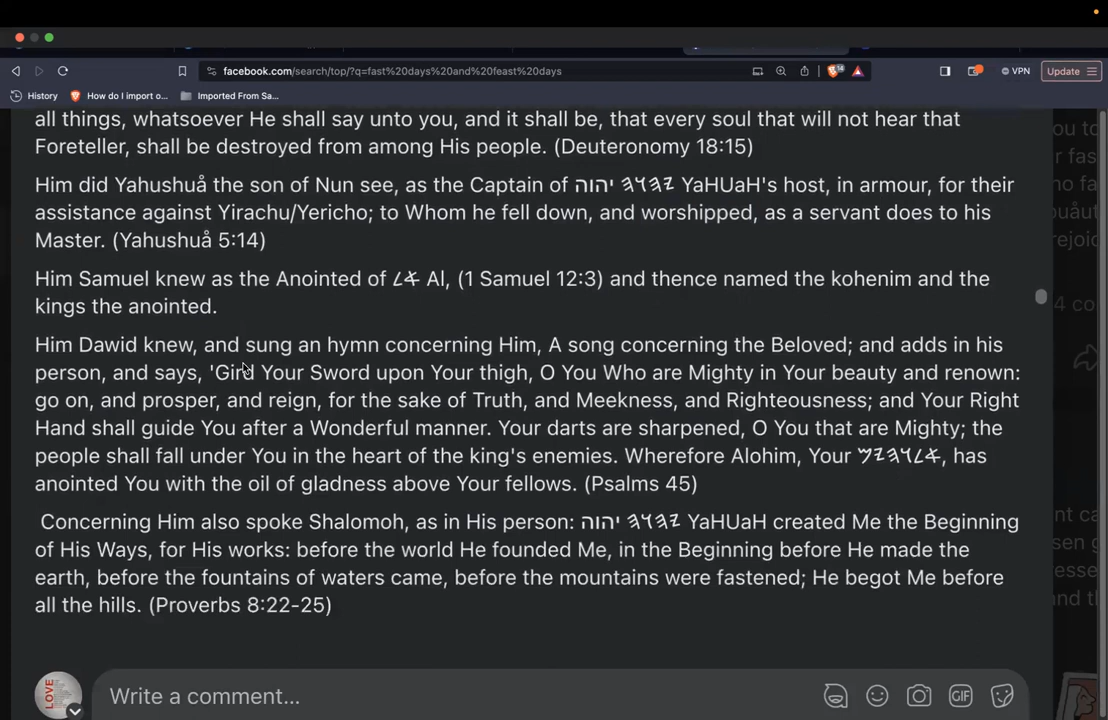 facebook.com/search/top/?q=fast%20days%20and%20feast%20days
VPN
Update
History
How do I import o...
Imported From Sa...
all things, whatsoever He shall say unto you, and it shall be, that every soul that will not hear that
Foreteller, shall be destroyed from among His people. (Deuteronomy 18:15)
Him did Yahushuå the son of Nun see, as the Captain of יהוה 𐤉𐤄𐤅𐤄 YaHUaH's host, in armour, for their
assistance against Yirachu/Yericho; to Whom he fell down, and worshipped, as a servant does to his
Master. (Yahushuå 5:14)
Him Samuel knew as the Anointed of 𐤀𐤋 Al, (1 Samuel 12:3) and thence named the kohenim and the
kings the anointed.
Him Dawid knew, and sung an hymn concerning Him, A song concerning the Beloved; and adds in his
person, and says, 'Gird Your Sword upon Your thigh, O You Who are Mighty in Your beauty and renown:
go on, and prosper, and reign, for the sake of Truth, and Meekness, and Righteousness; and Your Right
Hand shall guide You after a Wonderful manner. Your darts are sharpened, O You that are Mighty; the
people shall fall under You in the heart of the king's enemies. Wherefore Alohim, Your 𐤀𐤋𐤅𐤄𐤉𐤌, has
anointed You with the oil of gladness above Your fellows. (Psalms 45)
Concerning Him also spoke Shalomoh, as in His person: יהוה 𐤉𐤄𐤅𐤄 YaHUaH created Me the Beginning
of His Ways, for His works: before the world He founded Me, in the Beginning before He made the
earth, before the fountains of waters came, before the mountains were fastened; He begot Me before
all the hills. (Proverbs 8:22-25)
LOVE
Write a comment...
GIF